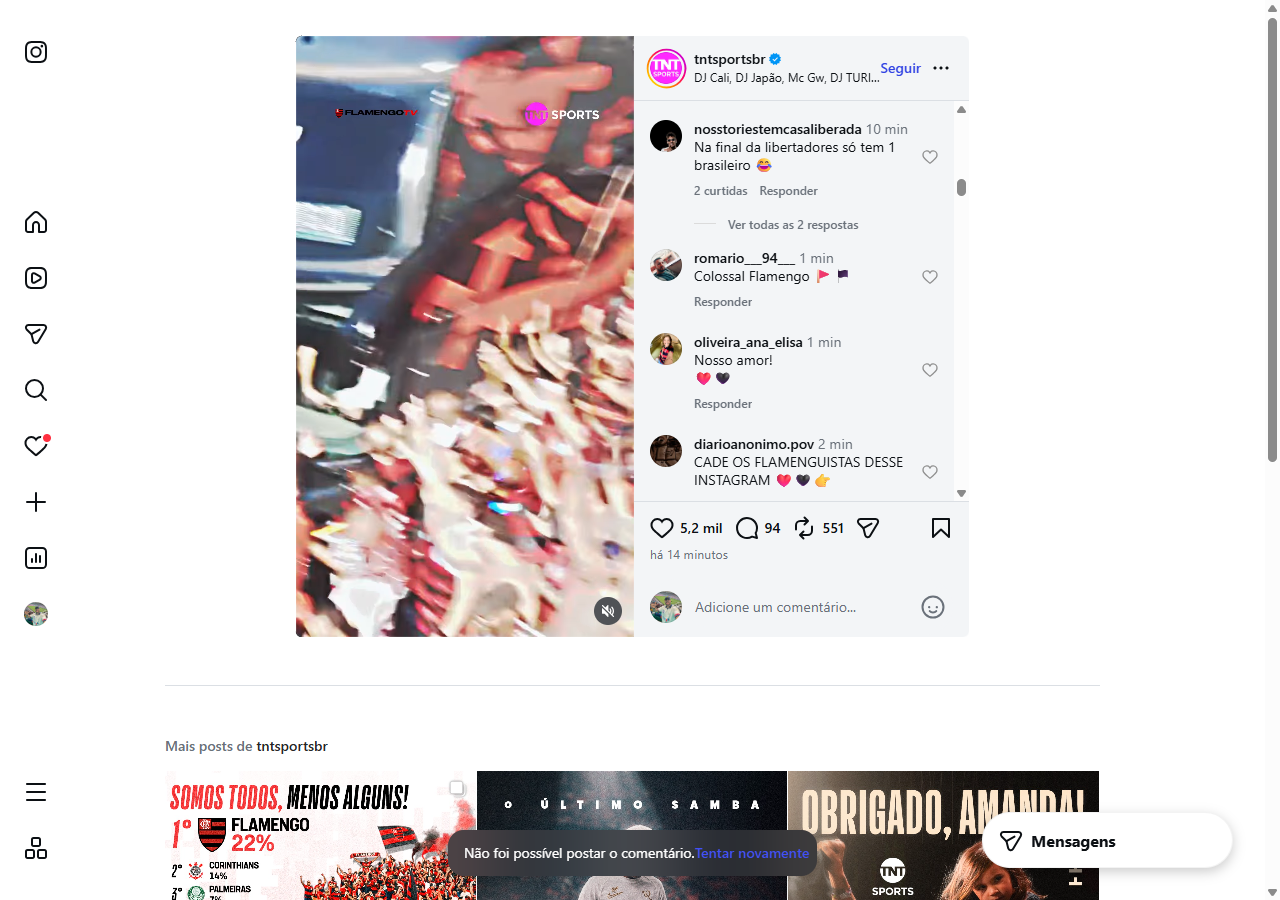 FLAMENGOTV
TNT SPORTS
TNT
SPORTS
tntsportsbr
DJ Cali, DJ Japão, Mc Gw, DJ TURI...
Seguir
nosstoriestemcasaliberada 10 min
Na final da libertadores só tem 1
brasileiro 😂
2 curtidas Responder
Ver todas as 2 respostas
romario___94___ 1 min
Colossal Flamengo 🚩 🏴
Responder
oliveira_ana_elisa 1 min
Nosso amor!
❤️ 🖤
Responder
diarioanonimo.pov 2 min
CADE OS FLAMENGUISTAS DESSE
INSTAGRAM ❤️ 🖤 👉
5,2 mil 94 551
há 14 minutos
Adicione um comentário...
Mais posts de tntsportsbr
SOMOS TODOS, MENOS ALGUNS!
1º FLAMENGO
22%
2º CORINTHIANS
14%
3º PALMEIRAS
7%
O ÚLTIMO SAMBA
OBRIGADO, AMANDA!
TNT
SPORTS
Não foi possível postar o comentário. Tentar novamente
Mensagens